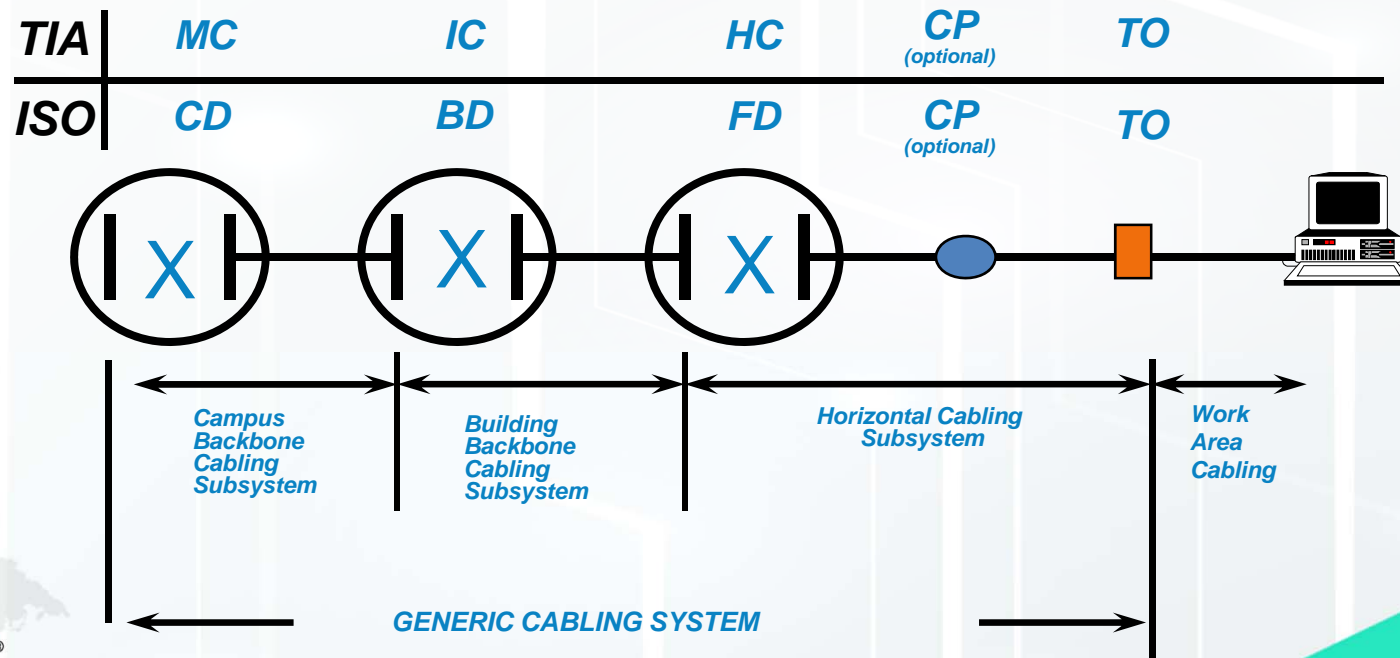 TIA MC IC HC CP TO
(optional)
ISO CD BD FD CP TO
(optional)
X X X
Campus
Backbone
Cabling
Subsystem
Building
Backbone
Cabling
Subsystem
Horizontal Cabling
Subsystem
Work
Area
Cabling
GENERIC CABLING SYSTEM
®